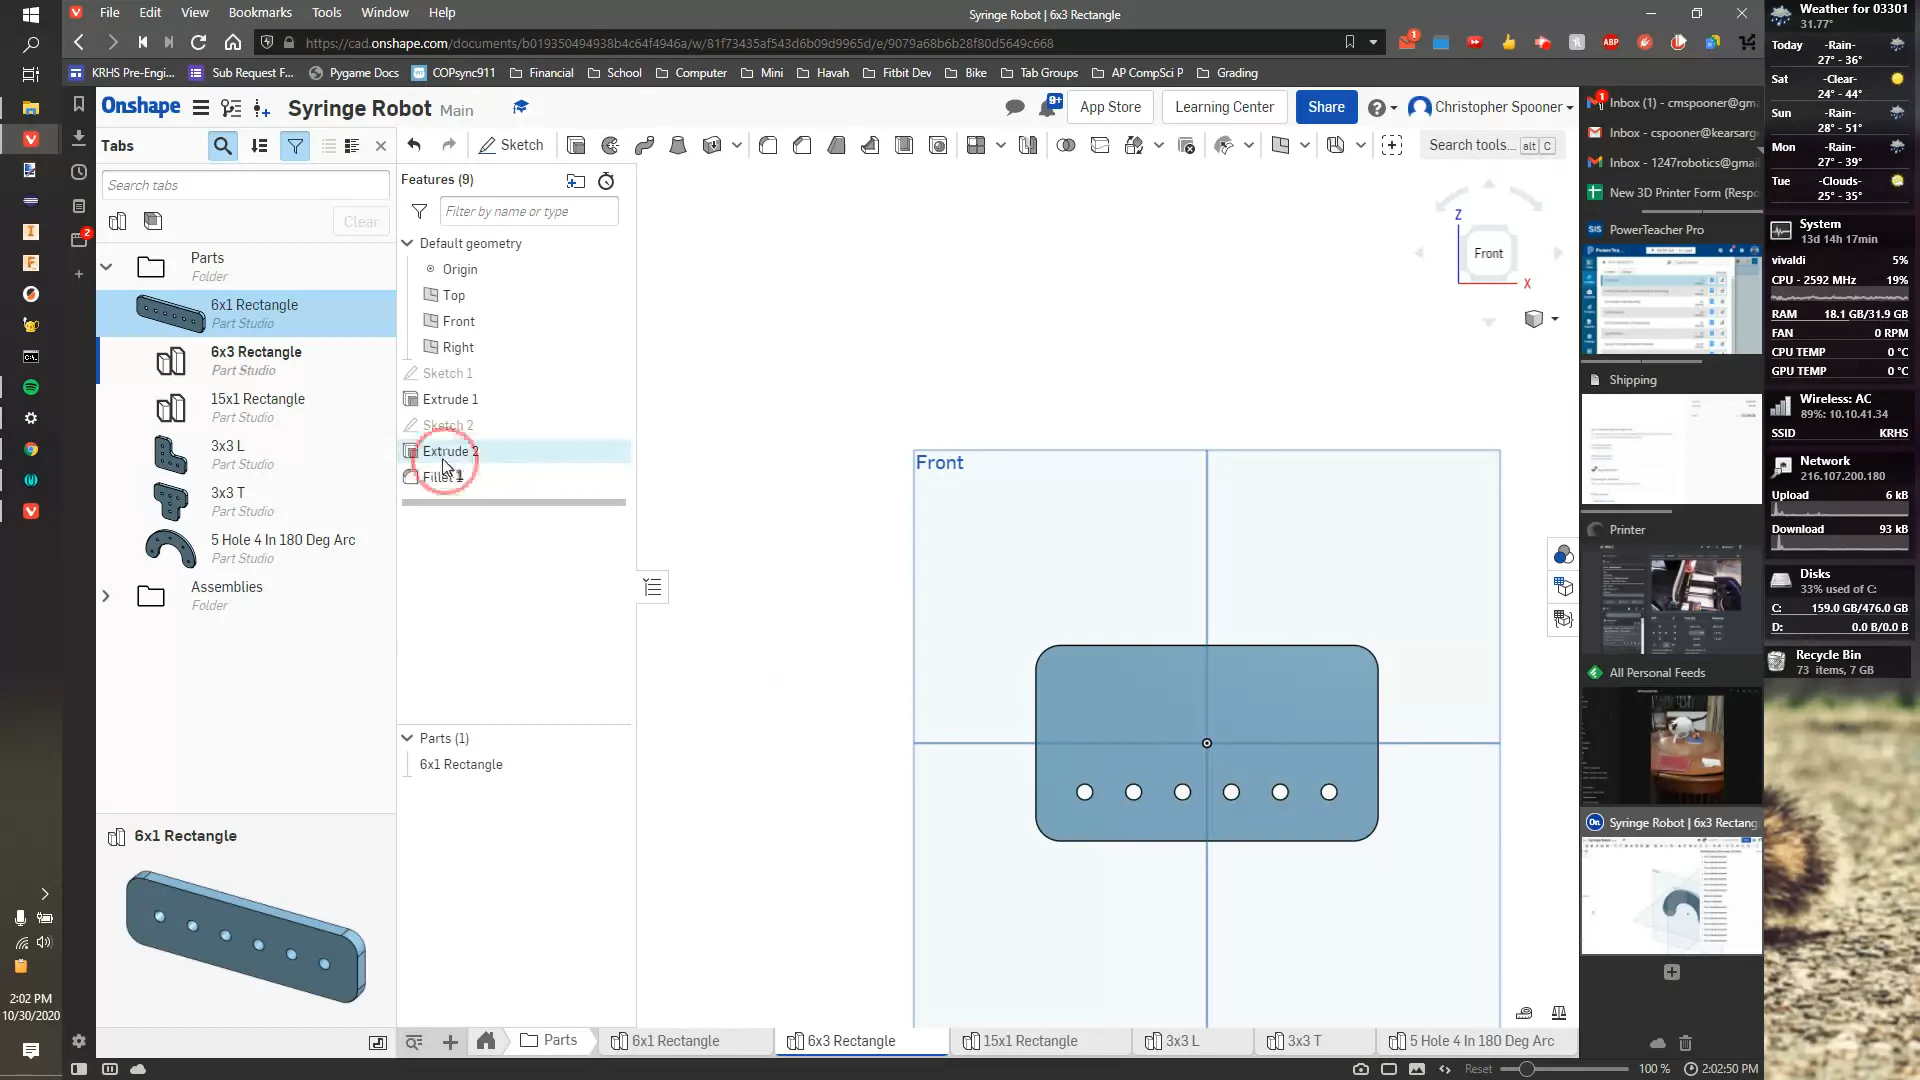 File Edit View Bookmarks Tools Window Help
Syringe Robot | 6x3 Rectangle
https://cad.onshape.com/documents/b019350494938b4c64f4946a/w/81f73435af543d6b09d9965d/e/9079a68b6b28f80d5649c668
KRHS Pre-Engi... Sub Request F... Pygame Docs COPsync911 Financial School Computer Mini Havah Fitbit Dev Bike Tab Groups AP CompSci P Grading
Onshape Syringe Robot Main
9+ App Store Learning Center Share Christopher Spooner
Tabs
Sketch
Search tools... alt C
Search tabs
Clear
Parts
Folder
6x1 Rectangle
Part Studio
6x3 Rectangle
Part Studio
15x1 Rectangle
Part Studio
3x3 L
Part Studio
3x3 T
Part Studio
5 Hole 4 In 180 Deg Arc
Part Studio
Assemblies
Folder
6x1 Rectangle
Features (9)
Filter by name or type
Default geometry
Origin
Top
Front
Right
Sketch 1
Extrude 1
Sketch 2
Extrude 2
Fillet 1
Parts (1)
6x1 Rectangle
Front
Z
Front
X
Parts 6x1 Rectangle 6x3 Rectangle 15x1 Rectangle 3x3 L 3x3 T 5 Hole 4 In 180 Deg Arc
Reset 100 % 2:02:50 PM
Inbox (1) - cmspooner@gm
Inbox - cspooner@kearsarg
Inbox - 1247robotics@gmai
New 3D Printer Form (Respo
PowerTeacher Pro
Shipping
Printer
All Personal Feeds
Syringe Robot | 6x3 Rectang
Weather for 03301
31.77°
Today -Rain-
27° - 36°
Sat -Clear-
24° - 44°
Sun -Rain-
28° - 51°
Mon -Rain-
27° - 39°
Tue -Clouds-
25° - 35°
System
13d 14h 17min
vivaldi 5%
CPU - 2592 MHz 19%
RAM 18.1 GB/31.9 GB
FAN 0 RPM
CPU TEMP 0 °C
GPU TEMP 0 °C
Wireless: AC
89%: 10.10.41.34
SSID KRHS
Network
216.107.200.180
Upload 6 kB
Download 93 kB
Disks
33% used of C:
C: 159.0 GB/476.0 GB
D: 0.0 B/0.0 B
Recycle Bin
73 items, 7 GB
2:02 PM
10/30/2020